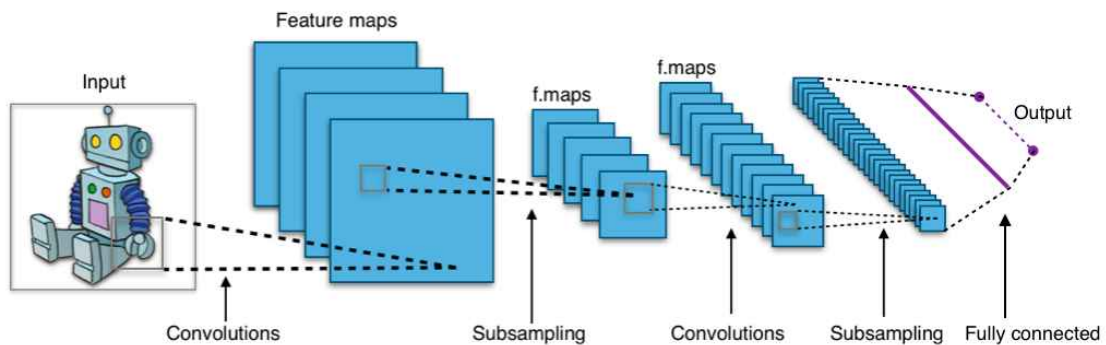 Input
Feature maps
f.maps
f.maps
Output
Convolutions
Subsampling
Convolutions
Subsampling
Fully connected